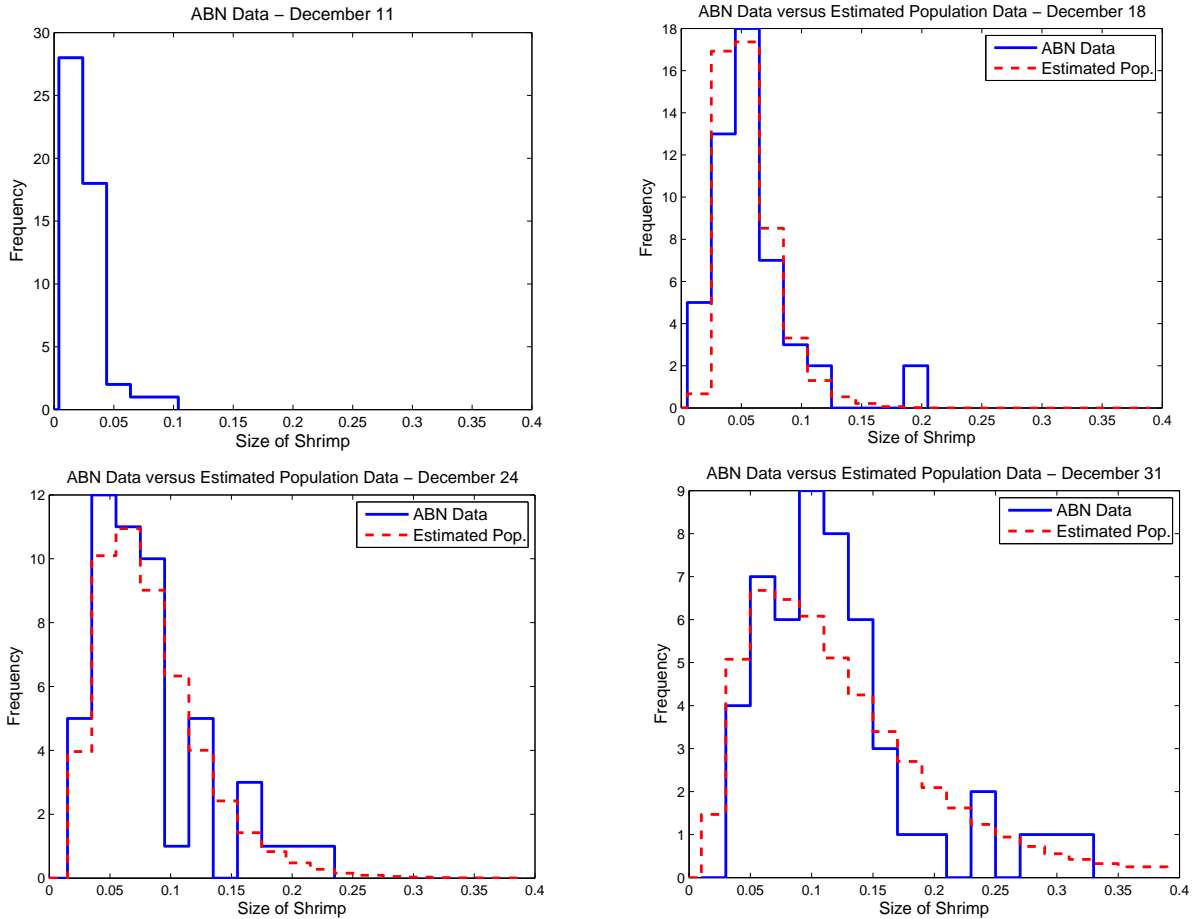 ABN Data – December 11
30
25
20
15
10
5
0
Frequency
0 0.05 0.1 0.15 0.2 0.25 0.3 0.35 0.4
Size of Shrimp
ABN Data versus Estimated Population Data – December 18
ABN Data
Estimated Pop.
18
16
14
12
10
8
6
4
2
0
Frequency
0 0.05 0.1 0.15 0.2 0.25 0.3 0.35 0.4
Size of Shrimp
ABN Data versus Estimated Population Data – December 24
ABN Data
Estimated Pop.
12
10
8
6
4
2
0
Frequency
0 0.05 0.1 0.15 0.2 0.25 0.3 0.35 0.4
Size of Shrimp
ABN Data versus Estimated Population Data – December 31
ABN Data
Estimated Pop.
9
8
7
6
5
4
3
2
1
0
Frequency
0 0.05 0.1 0.15 0.2 0.25 0.3 0.35 0.4
Size of Shrimp